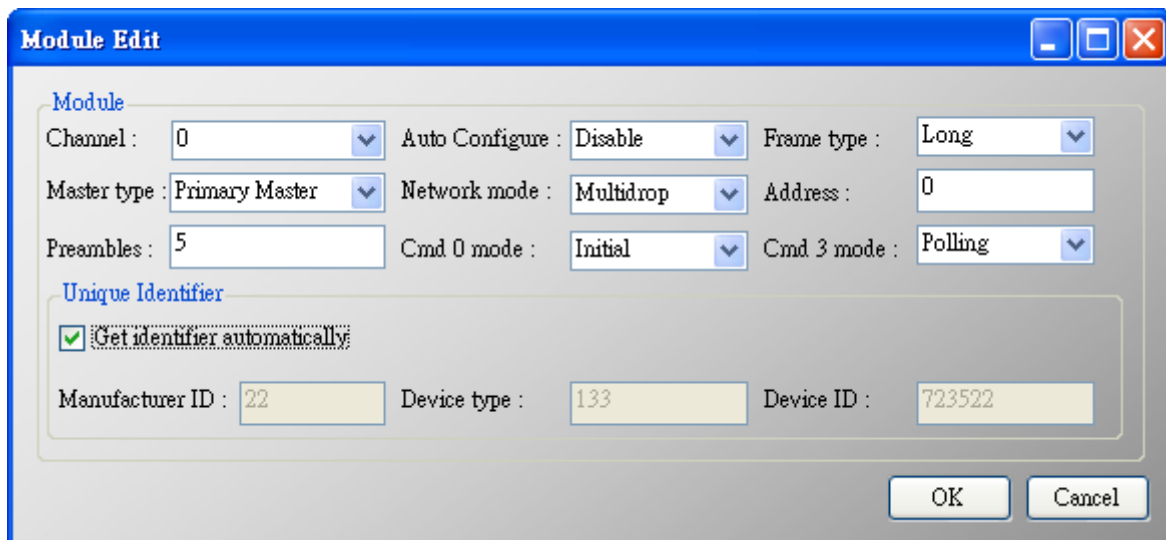 Module Edit
Module
Channel : 0 Auto Configure : Disable Frame type : Long
Master type : Primary Master Network mode : Multidrop Address : 0
Preambles : 5 Cmd 0 mode : Initial Cmd 3 mode : Polling
Unique Identifier
Get identifier automatically
Manufacturer ID : 22 Device type : 133 Device ID : 723522
OK Cancel